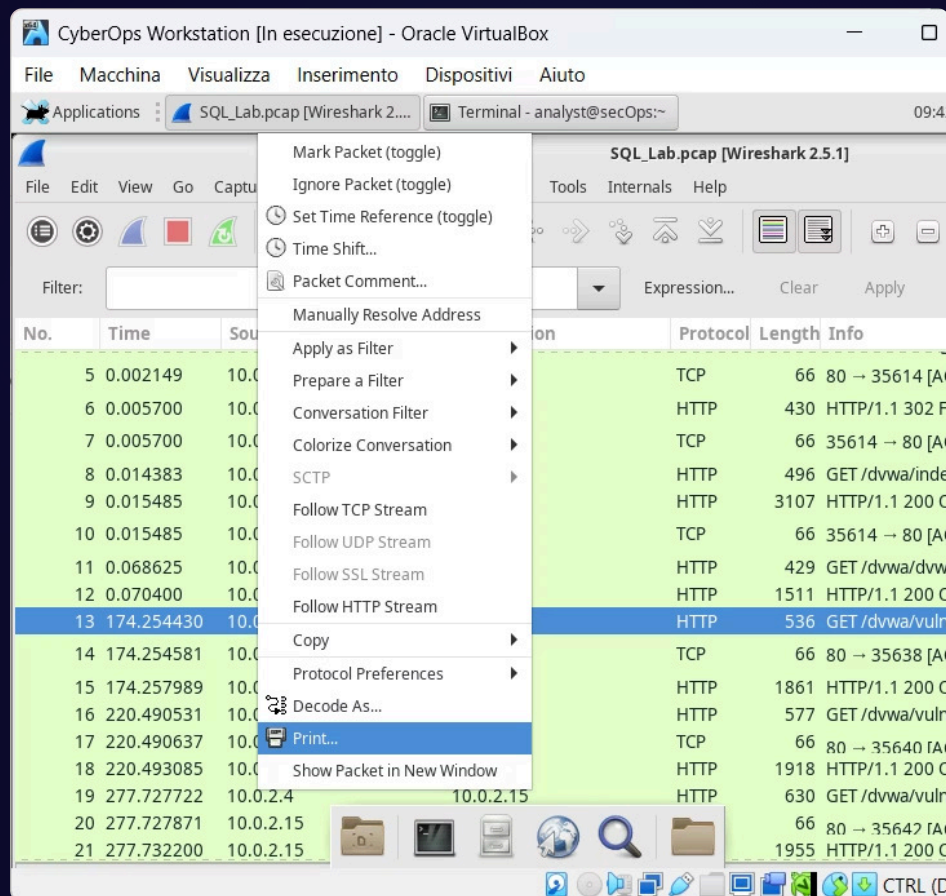 CyberOps Workstation [In esecuzione] - Oracle VirtualBox
File Macchina Visualizza Inserimento Dispositivi Aiuto
Applications SQL_Lab.pcap [Wireshark 2.... Terminal - analyst@secOps:~ 09:4
SQL_Lab.pcap [Wireshark 2.5.1]
File Edit View Go Captu Tools Internals Help
Filter: Expression... Clear Apply
No. Time Sou ion Protocol Length Info
5 0.002149 10.0 TCP 66 80 → 35614 [A
6 0.005700 10.0 HTTP 430 HTTP/1.1 302 F
7 0.005700 10.0 TCP 66 35614 → 80 [A
8 0.014383 10.0 HTTP 496 GET /dvwa/inde
9 0.015485 10.0 HTTP 3107 HTTP/1.1 200 O
10 0.015485 10.0 TCP 66 35614 → 80 [A
11 0.068625 10.0 HTTP 429 GET /dvwa/dvw
12 0.070400 10.0 HTTP 1511 HTTP/1.1 200 O
13 174.254430 10.0 HTTP 536 GET /dvwa/vuln
14 174.254581 10.0 TCP 66 80 → 35638 [A
15 174.257989 10.0 HTTP 1861 HTTP/1.1 200 O
16 220.490531 10.0 HTTP 577 GET /dvwa/vuln
17 220.490637 10.0 TCP 66 80 → 35640 [A
18 220.493085 10.0 HTTP 1918 HTTP/1.1 200 O
19 277.727722 10.0.2.4 10.0.2.15 HTTP 630 GET /dvwa/vuln
20 277.727871 10.0.2.15 66 80 → 35642 [A
21 277.732200 10.0.2.15 1955 HTTP/1.1 200 O
Mark Packet (toggle)
Ignore Packet (toggle)
Set Time Reference (toggle)
Time Shift...
Packet Comment...
Manually Resolve Address
Apply as Filter
Prepare a Filter
Conversation Filter
Colorize Conversation
SCTP
Follow TCP Stream
Follow UDP Stream
Follow SSL Stream
Follow HTTP Stream
Copy
Protocol Preferences
Decode As...
Print...
Show Packet in New Window
CTRL (D